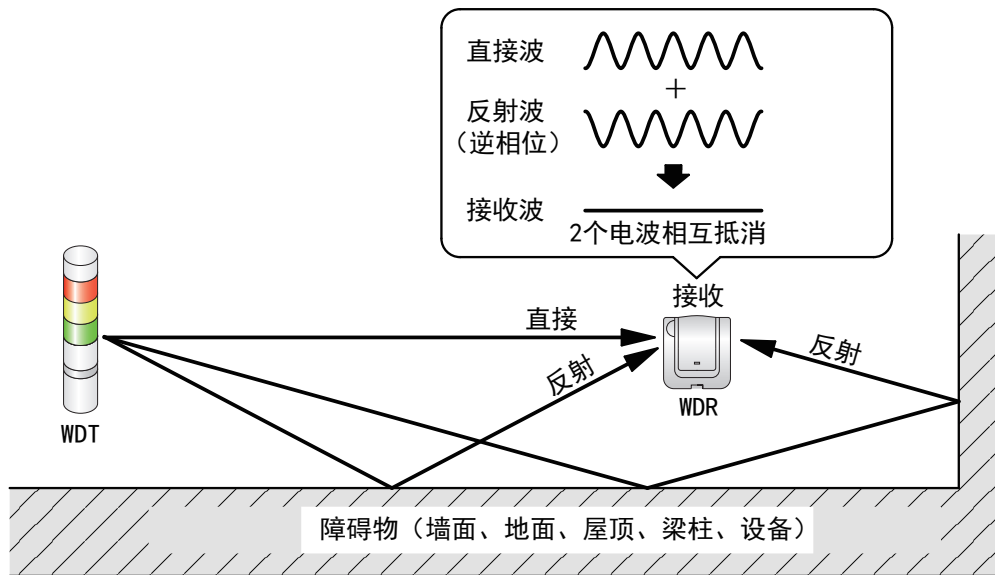 直接波
+
反射波
（逆相位）
接收波
2个电波相互抵消
接收
直接
反射
反射
WDR
WDT
障碍物（墙面、地面、屋顶、梁柱、设备）